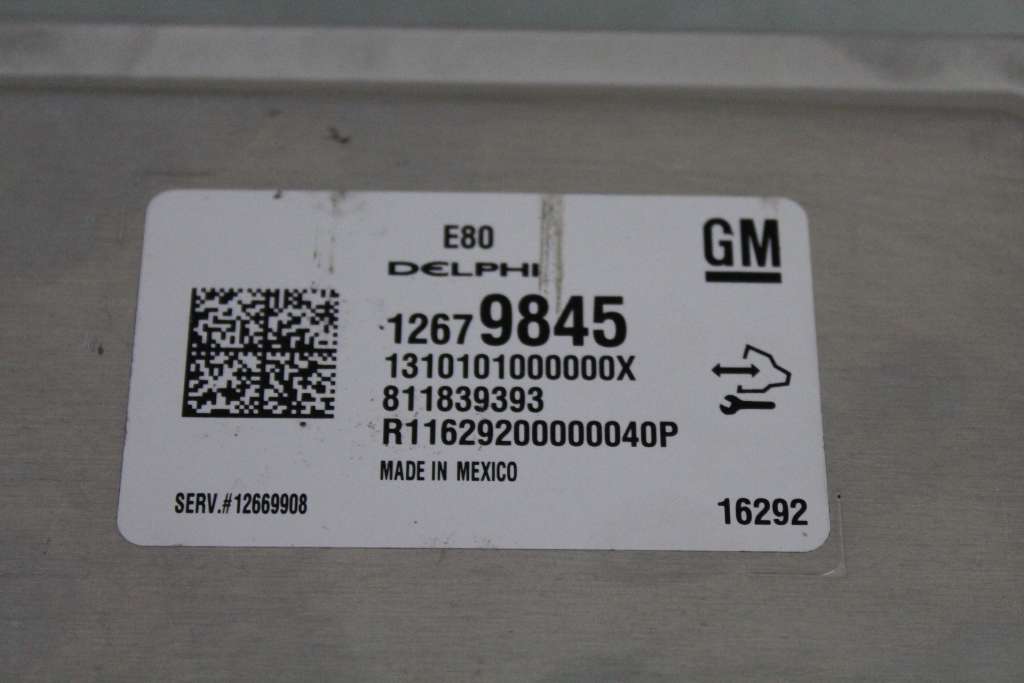 E80
GM
DELPHI
12679845
1310101000000X
811839393
R11629200000040P
MADE IN MEXICO
SERV.#12669908
16292